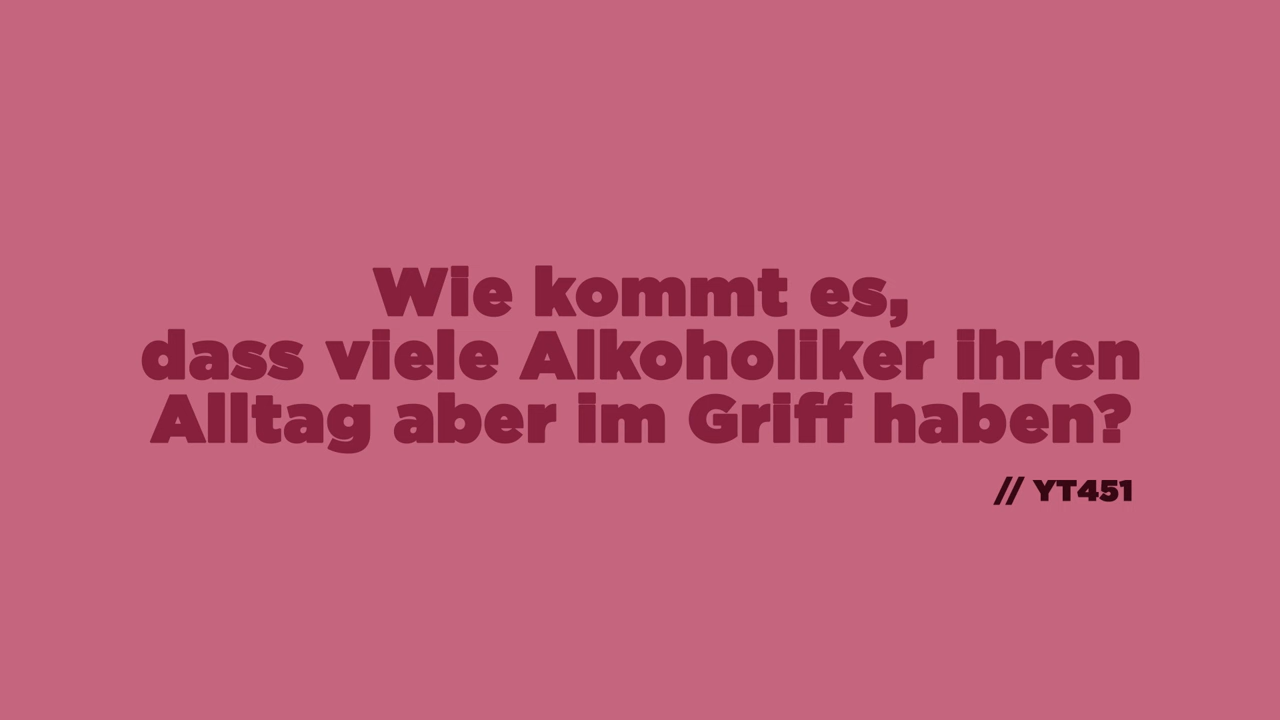 Wie kommt es,
dass viele Alkoholiker ihren
Alltag aber im Griff haben?
// YT451